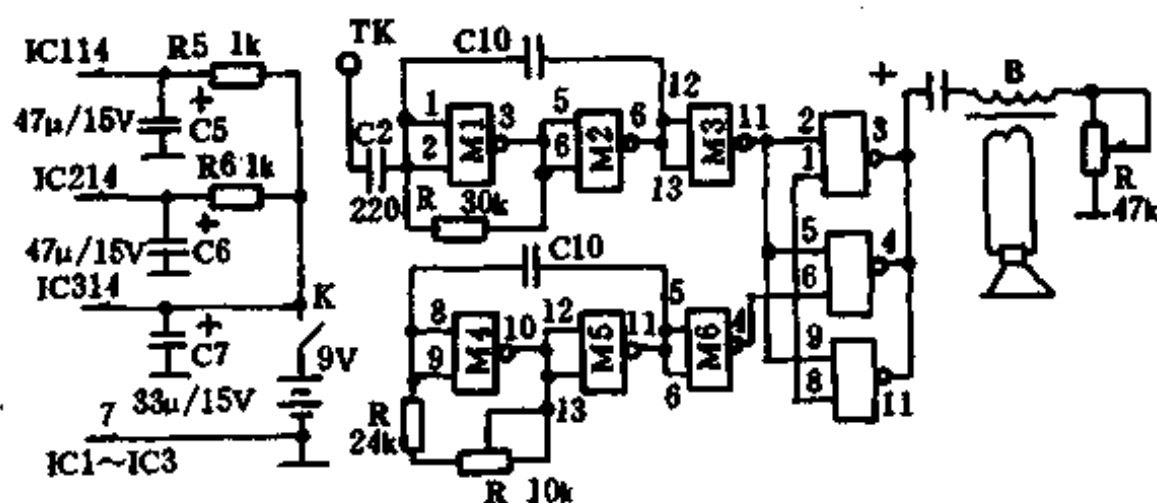 IC114
R5 1k
47μ/15V
+
C5
IC214
R6 1k
47μ/15V
+
C6
IC314
+
C7
33μ/15V
K
9V
7
IC1~IC3
TK
C2
220
C10
1
2
M1
3
R 30k
5
6
M2
6
12
13
M3
11
C10
8
9
M4
10
R
24k
R 10k
12
13
M5
11
5
6
M6
4
2
1
3
5
6
4
9
8
11
+
B
R
47k